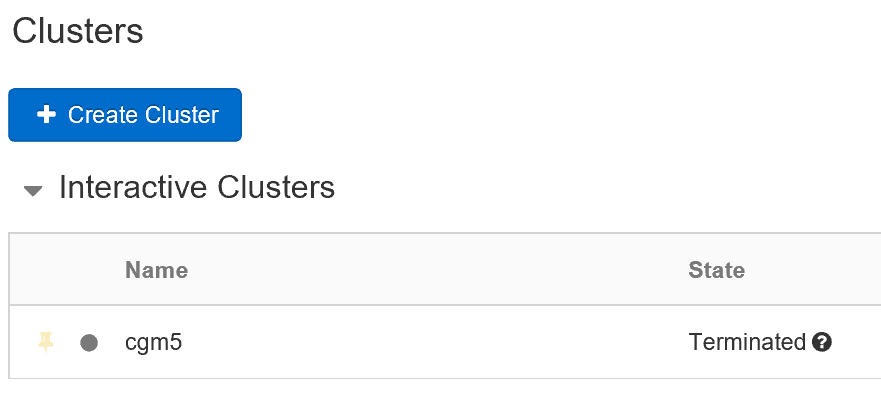 Clusters
Create Cluster
Interactive Clusters
Name State
cgm5 Terminated